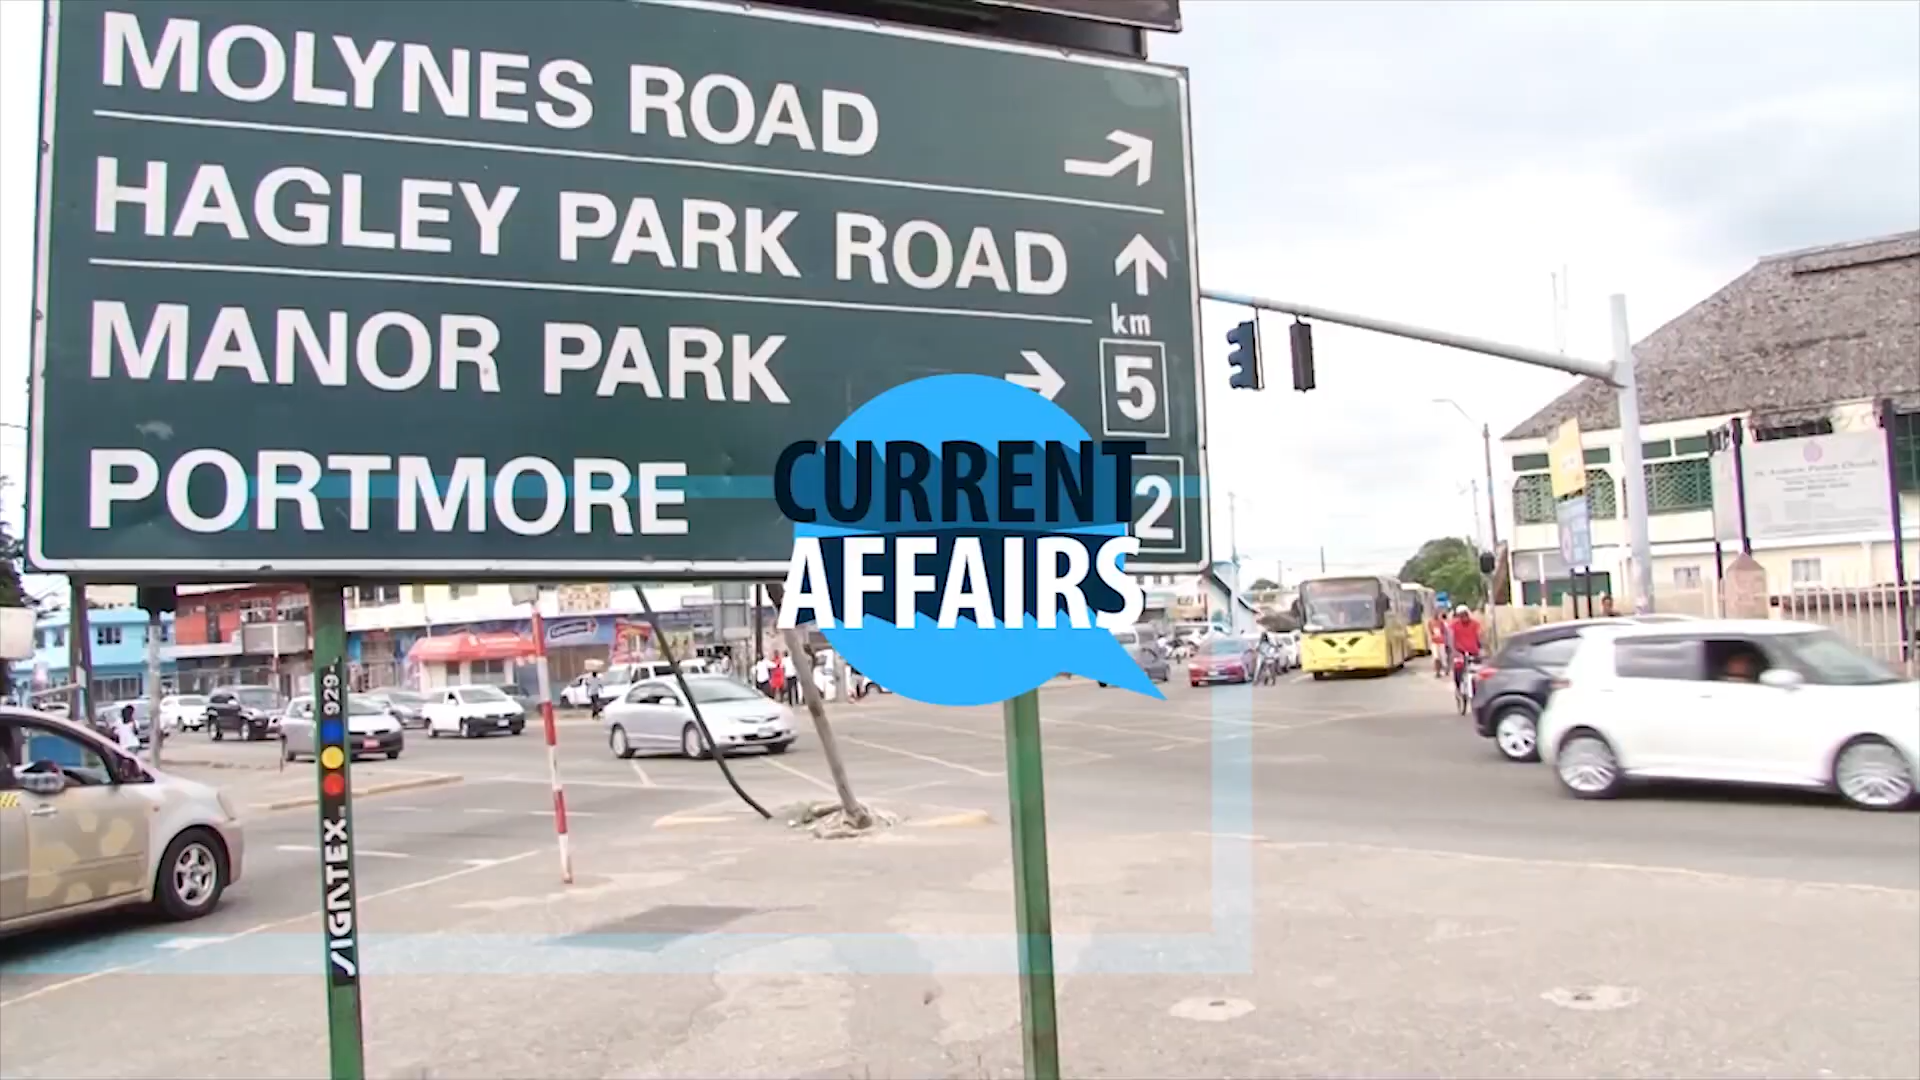 MOLYNES ROAD
HAGLEY PARK ROAD
km
MANOR PARK
5
PORTMORE
2
CURRENT
AFFAIRS
929
SIGNTEX